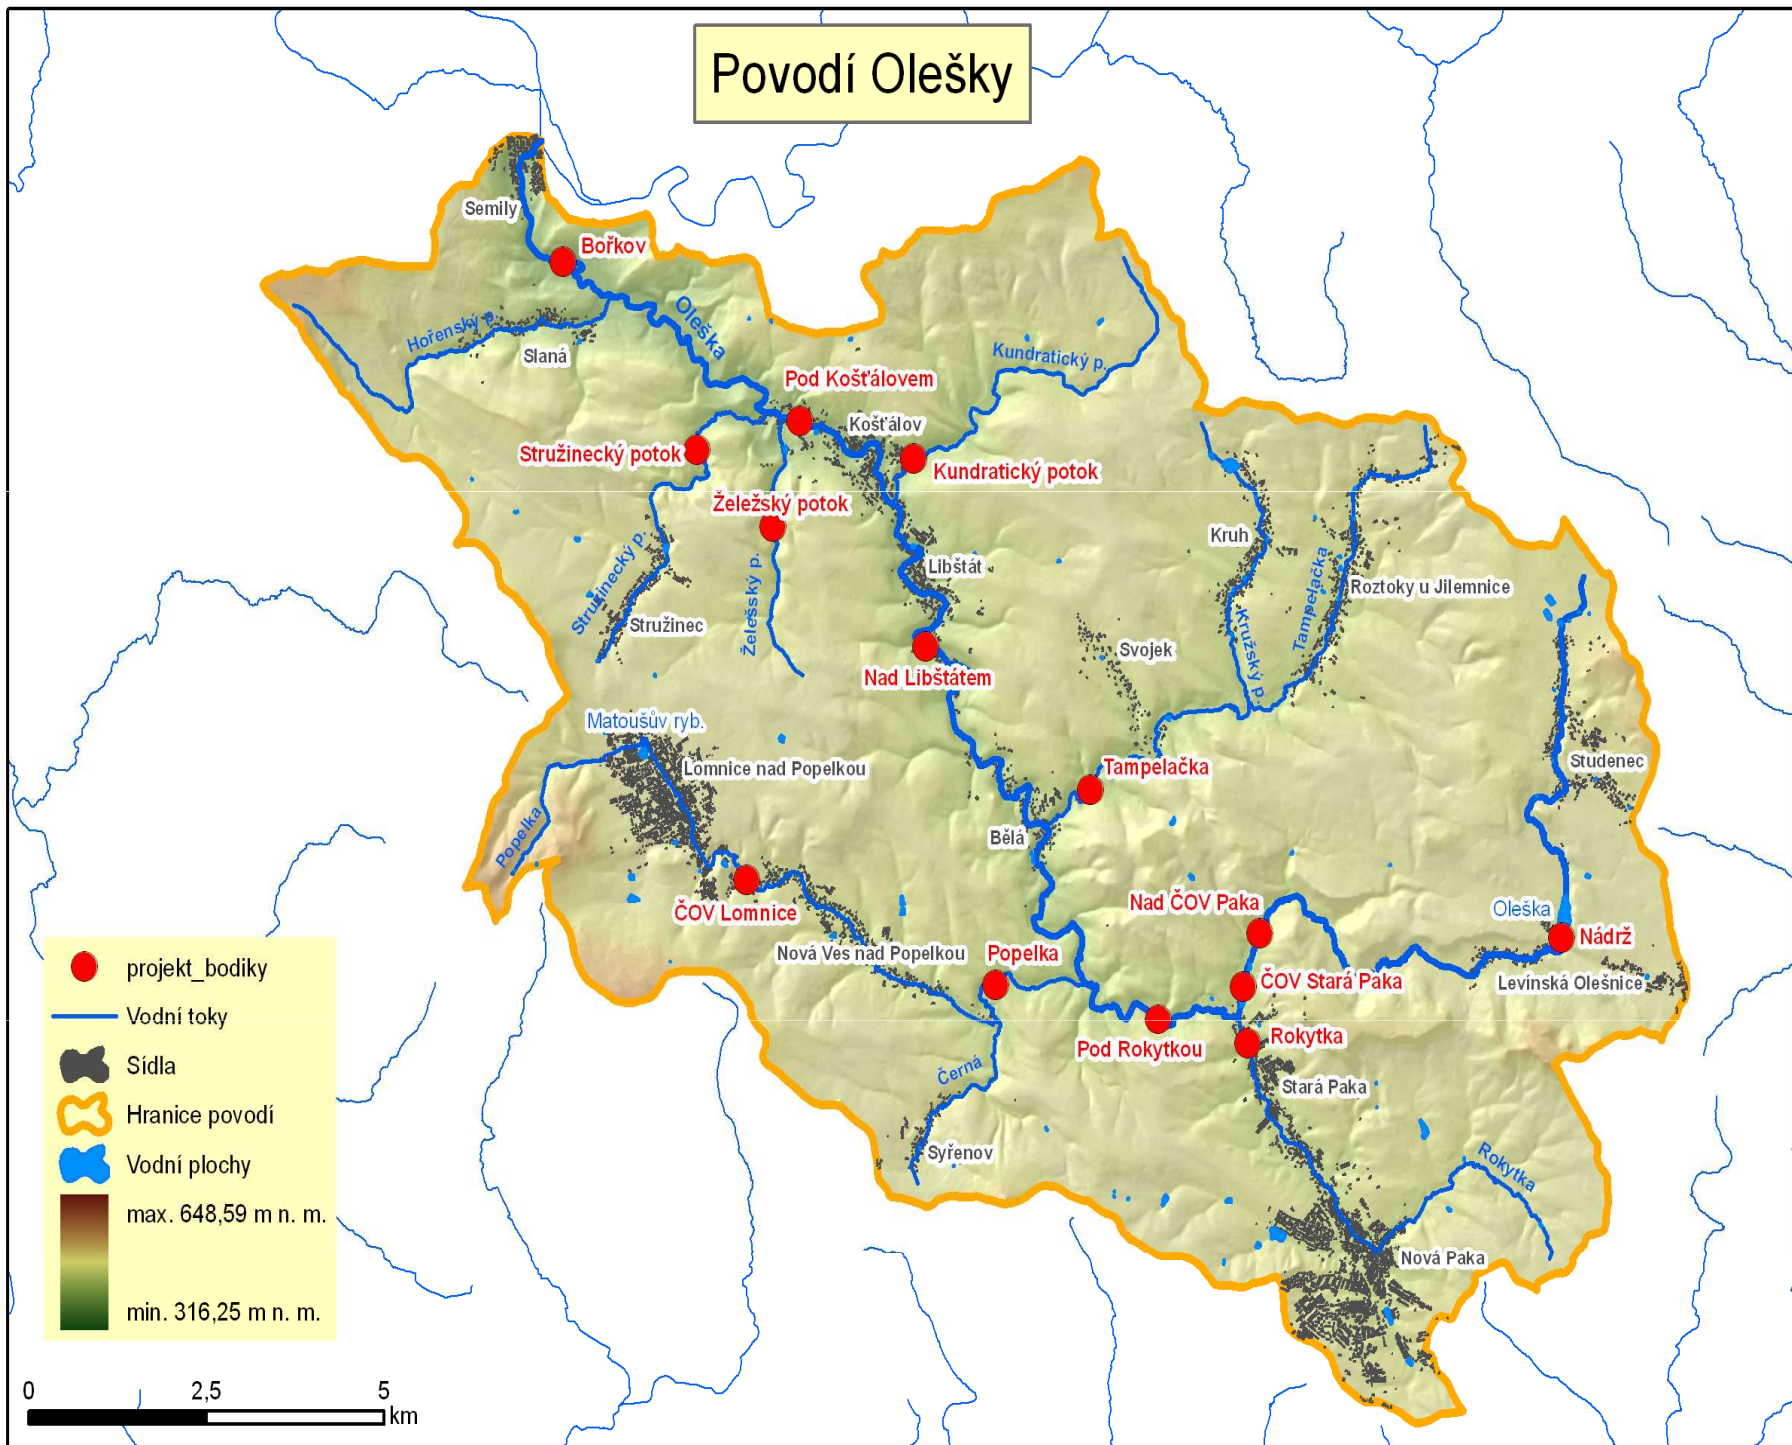 Povodí Olešky
Semily
Bořkov
Oleška
Hořenský p.
Slaná
Kundratický p.
Pod Košťálovem
Košťálov
Stružinecký potok
Kundratický potok
Želežský potok
Kruh
Libštát
Tampelačka
Roztoky u Jilemnice
Stružinecký p.
Želešský p.
Stružinec
Kružský p.
Svojek
Nad Libštátem
Matoušův ryb.
Lomnice nad Popelkou
Tampelačka
Studenec
Popelka
Bělá
ČOV Lomnice
Nad ČOV Paka
Oleška
Nádrž
Nová Ves nad Popelkou
Popelka
ČOV Stará Paka
Levínská Olešnice
Pod Rokytkou
Rokytka
Černá
Stará Paka
Syřenov
Rokytka
Nová Paka
projekt_bodiky
Vodní toky
Sídla
Hranice povodí
Vodní plochy
max. 648,59 m n. m.
min. 316,25 m n. m.
0 2,5 5
km